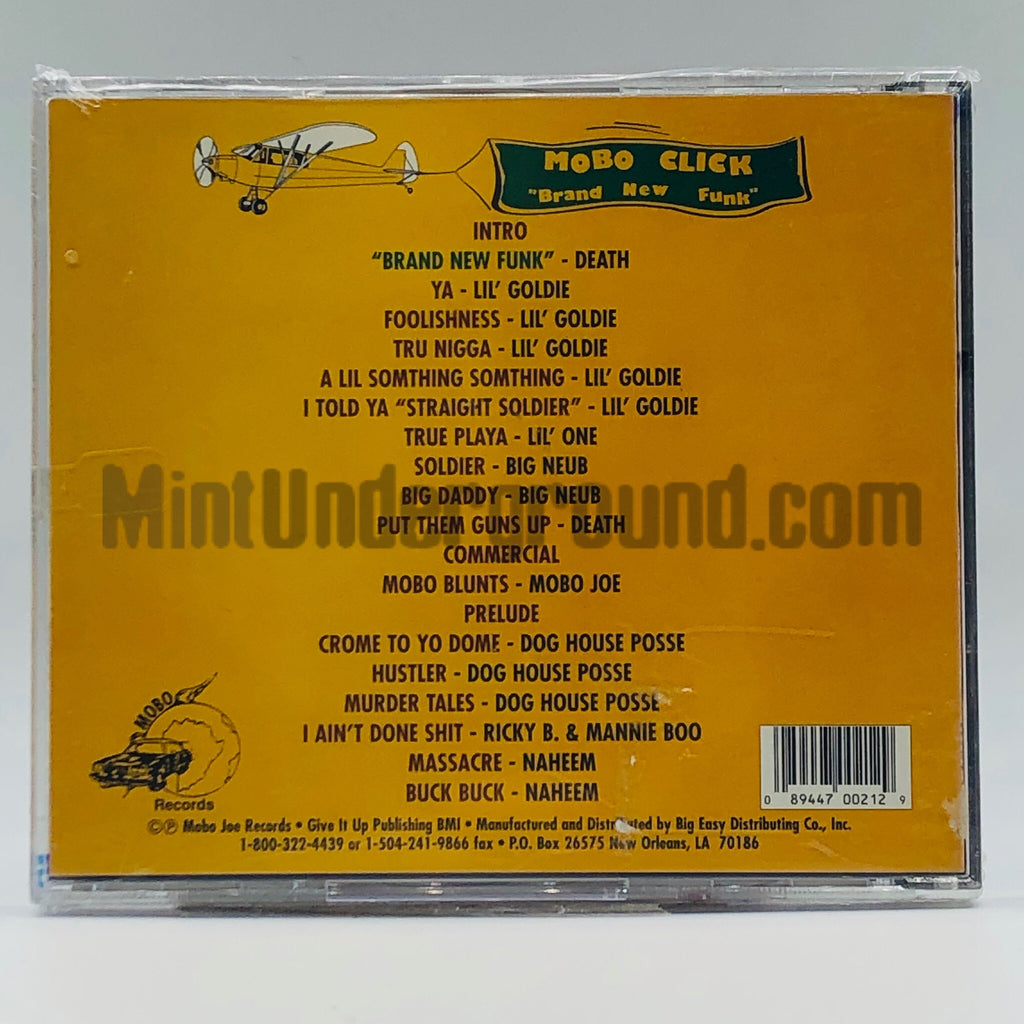 MOBO CLICK
"Brand New Funk"
INTRO
"BRAND NEW FUNK" - DEATH
YA - LIL' GOLDIE
FOOLISHNESS - LIL' GOLDIE
TRU NIGGA - LIL' GOLDIE
A LIL SOMTHING SOMTHING - LIL' GOLDIE
I TOLD YA "STRAIGHT SOLDIER" - LIL' GOLDIE
TRUE PLAYA - LIL' ONE
SOLDIER - BIG NEUB
BIG DADDY - BIG NEUB
MintUnderground.com
PUT THEM GUNS UP - DEATH
COMMERCIAL
MOBO BLUNTS - MOBO JOE
PRELUDE
CROME TO YO DOME - DOG HOUSE POSSE
HUSTLER - DOG HOUSE POSSE
MURDER TALES - DOG HOUSE POSSE
I AIN'T DONE SHIT - RICKY B. & MANNIE BOO
MASSACRE - NAHEEM
BUCK BUCK - NAHEEM
MOBO
Records
0 89447 00212 9
©℗ Mobo Joe Records • Give It Up Publishing BMI • Manufactured and Distributed by Big Easy Distributing Co., Inc.
1-800-322-4439 or 1-504-241-9866 fax • P.O. Box 26575 New Orleans, LA 70186